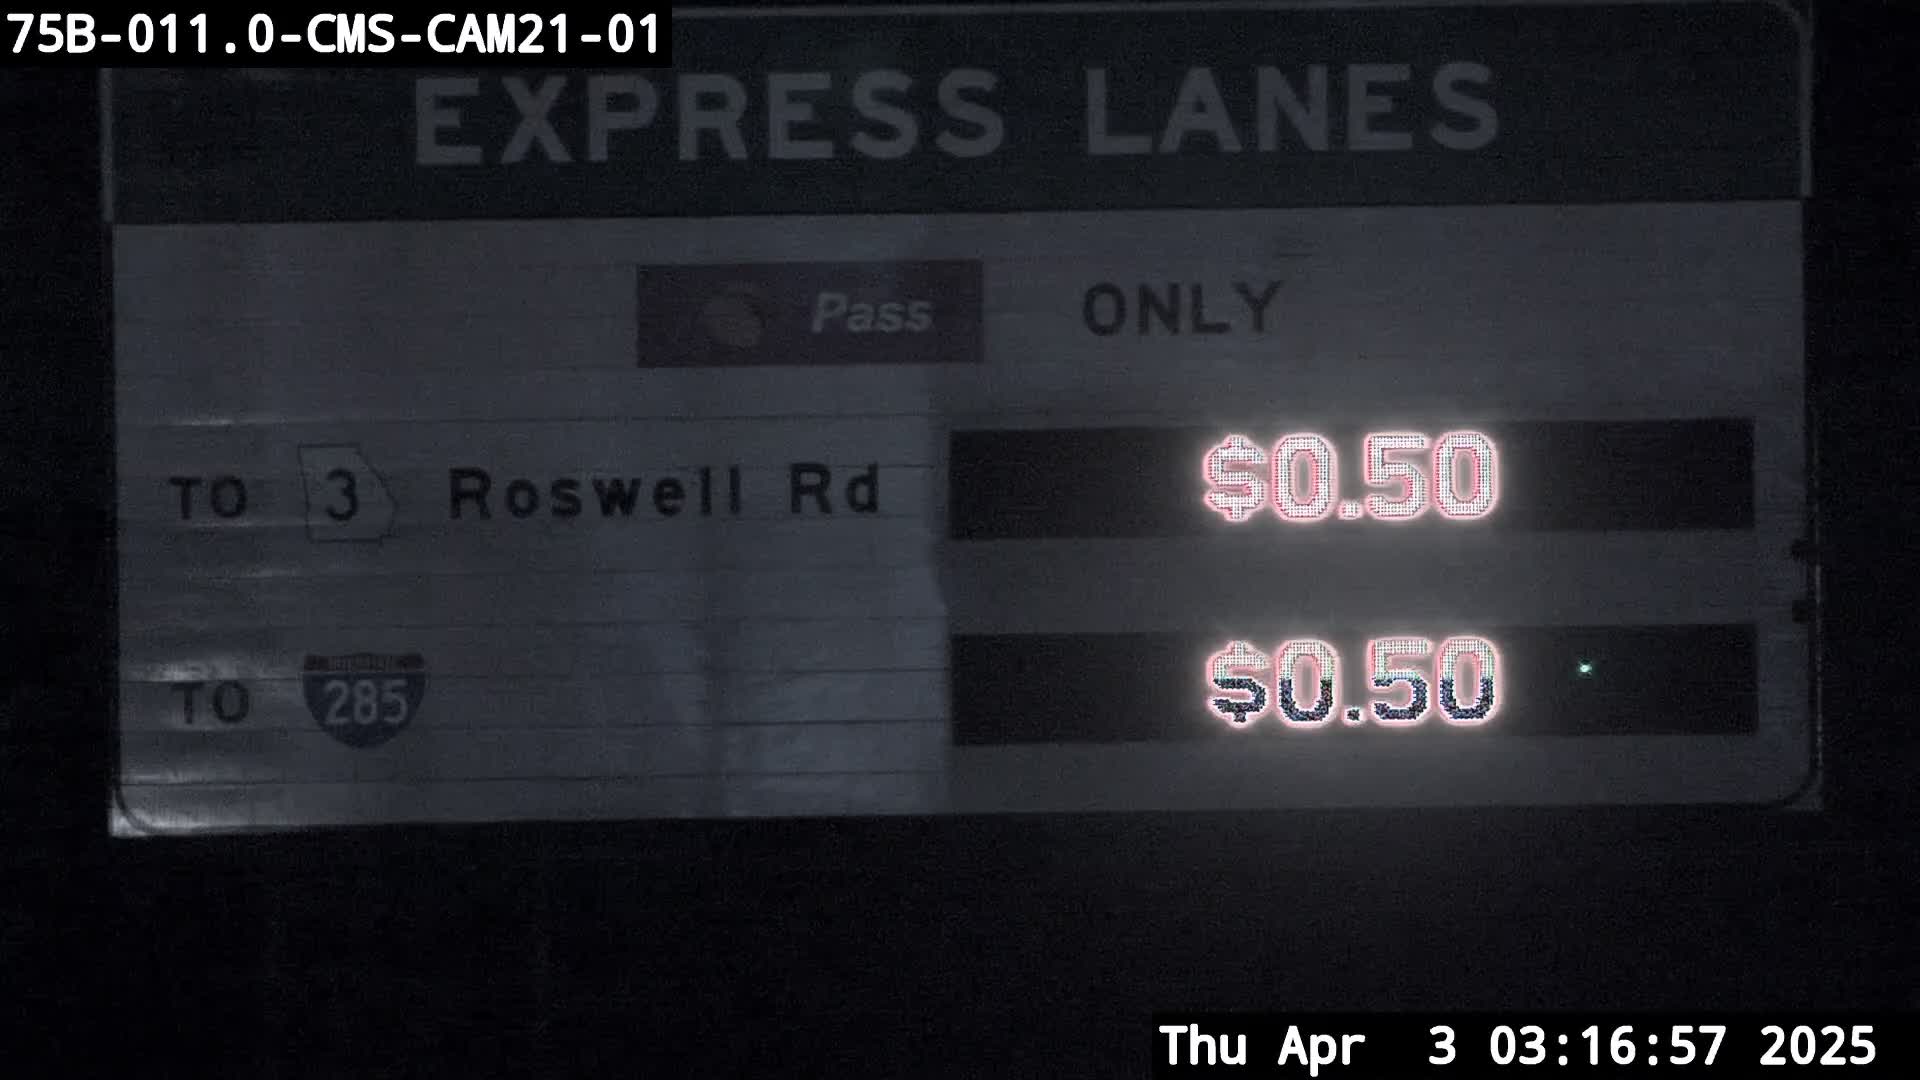 75B-011.0-CMS-CAM21-01
EXPRESS LANES
Pass ONLY
TO 3 Roswell Rd $0.50
TO 285 $0.50
Thu Apr 3 03:16:57 2025